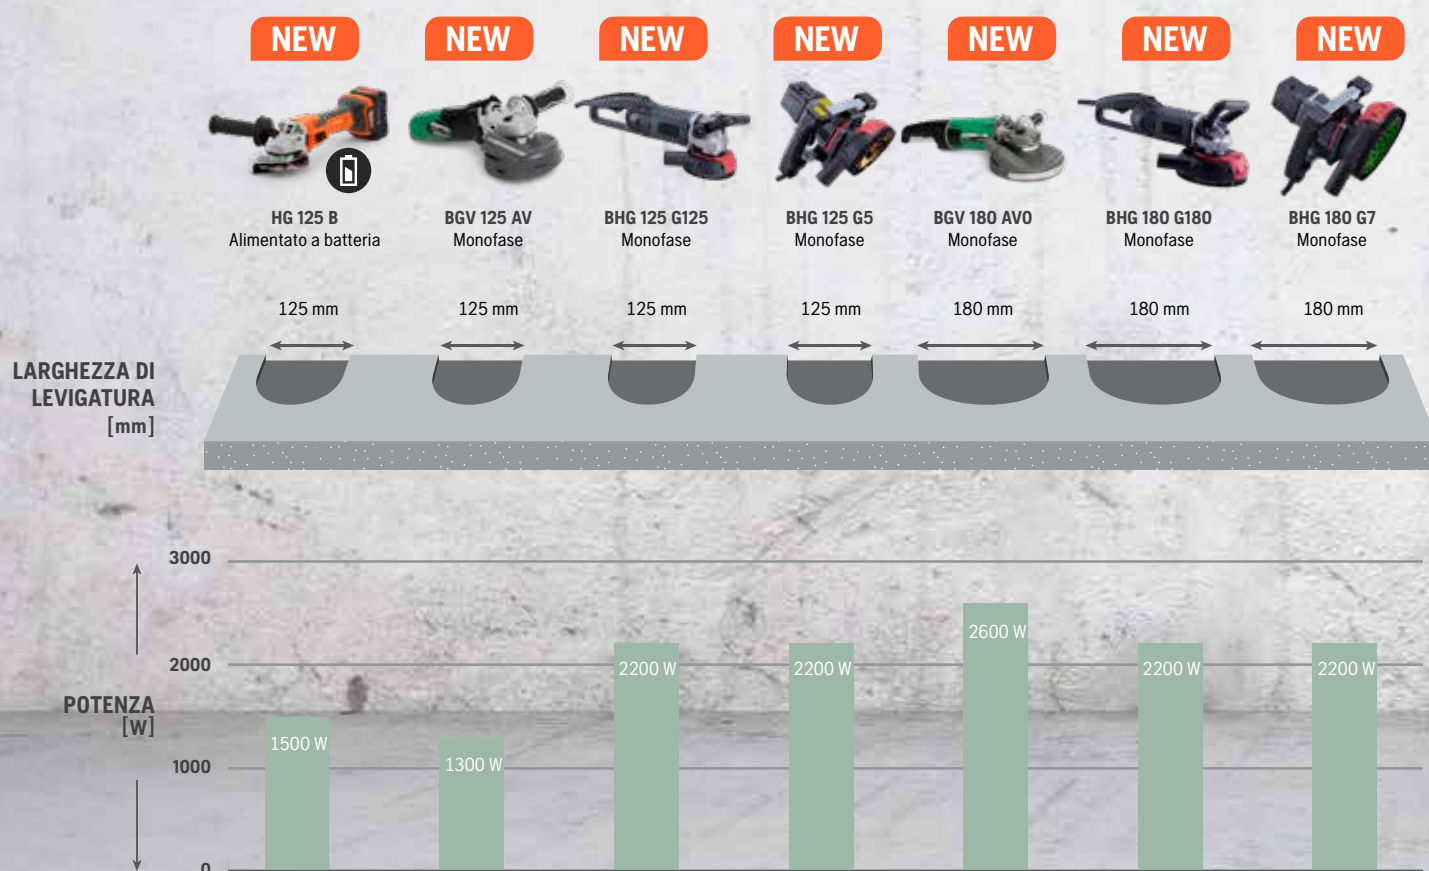 NEW NEW NEW NEW NEW NEW NEW
HG 125 B
Alimentato a batteria
BGV 125 AV
Monofase
BHG 125 G125
Monofase
BHG 125 G5
Monofase
BGV 180 AVO
Monofase
BHG 180 G180
Monofase
BHG 180 G7
Monofase
125 mm 125 mm 125 mm 125 mm 180 mm 180 mm 180 mm
LARGHEZZA DI
LEVIGATURA
[mm]
3000
2000
POTENZA
[W]
1000
0
1500 W
1300 W
2200 W
2200 W
2600 W
2200 W
2200 W